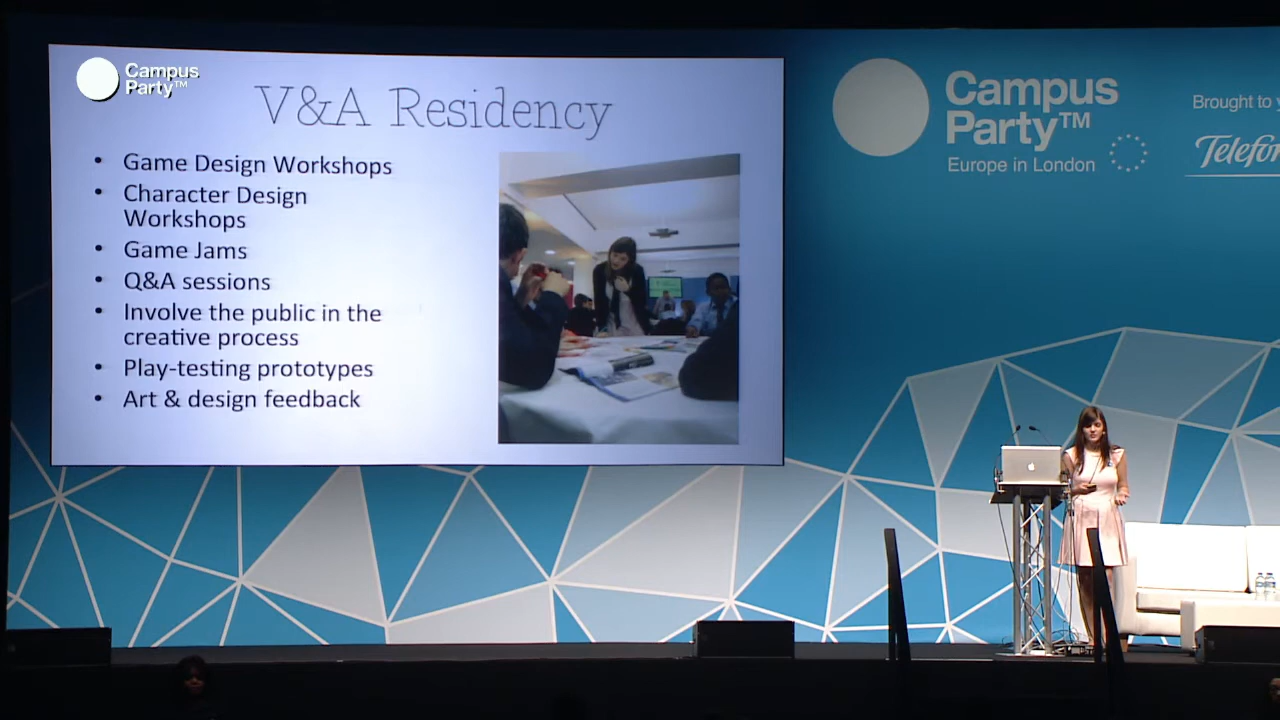 Campus
Party™
V&A Residency
• Game Design Workshops
• Character Design
Workshops
• Game Jams
• Q&A sessions
• Involve the public in the
creative process
• Play-testing prototypes
• Art & design feedback
Campus
Party™
Europe in London
Brought to